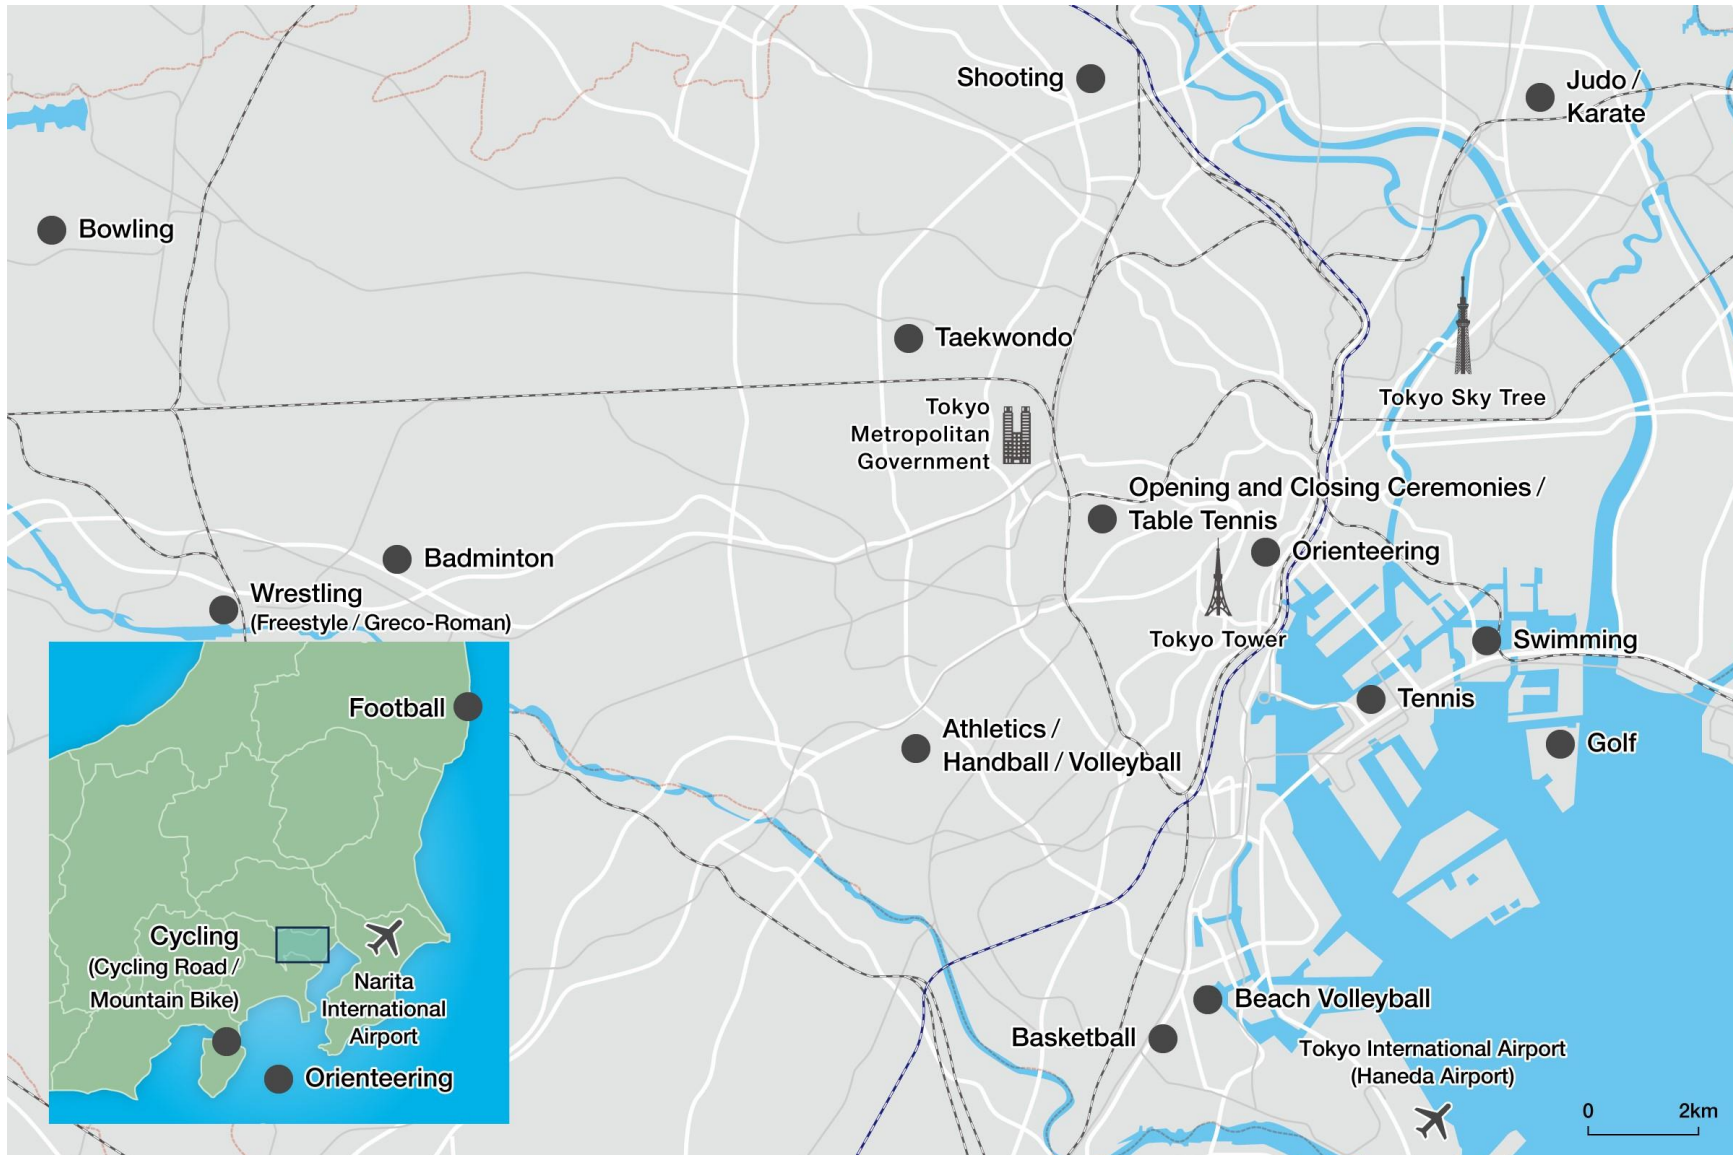 Shooting
Judo /
Karate
Bowling
Taekwondo
Tokyo Sky Tree
Tokyo
Metropolitan
Government
Opening and Closing Ceremonies /
Table Tennis
Orienteering
Badminton
Wrestling
(Freestyle / Greco-Roman)
Tokyo Tower
Swimming
Tennis
Golf
Football
Athletics /
Handball / Volleyball
Cycling
(Cycling Road /
Mountain Bike)
Narita
International
Airport
Orienteering
Beach Volleyball
Basketball
Tokyo International Airport
(Haneda Airport)
0 2km